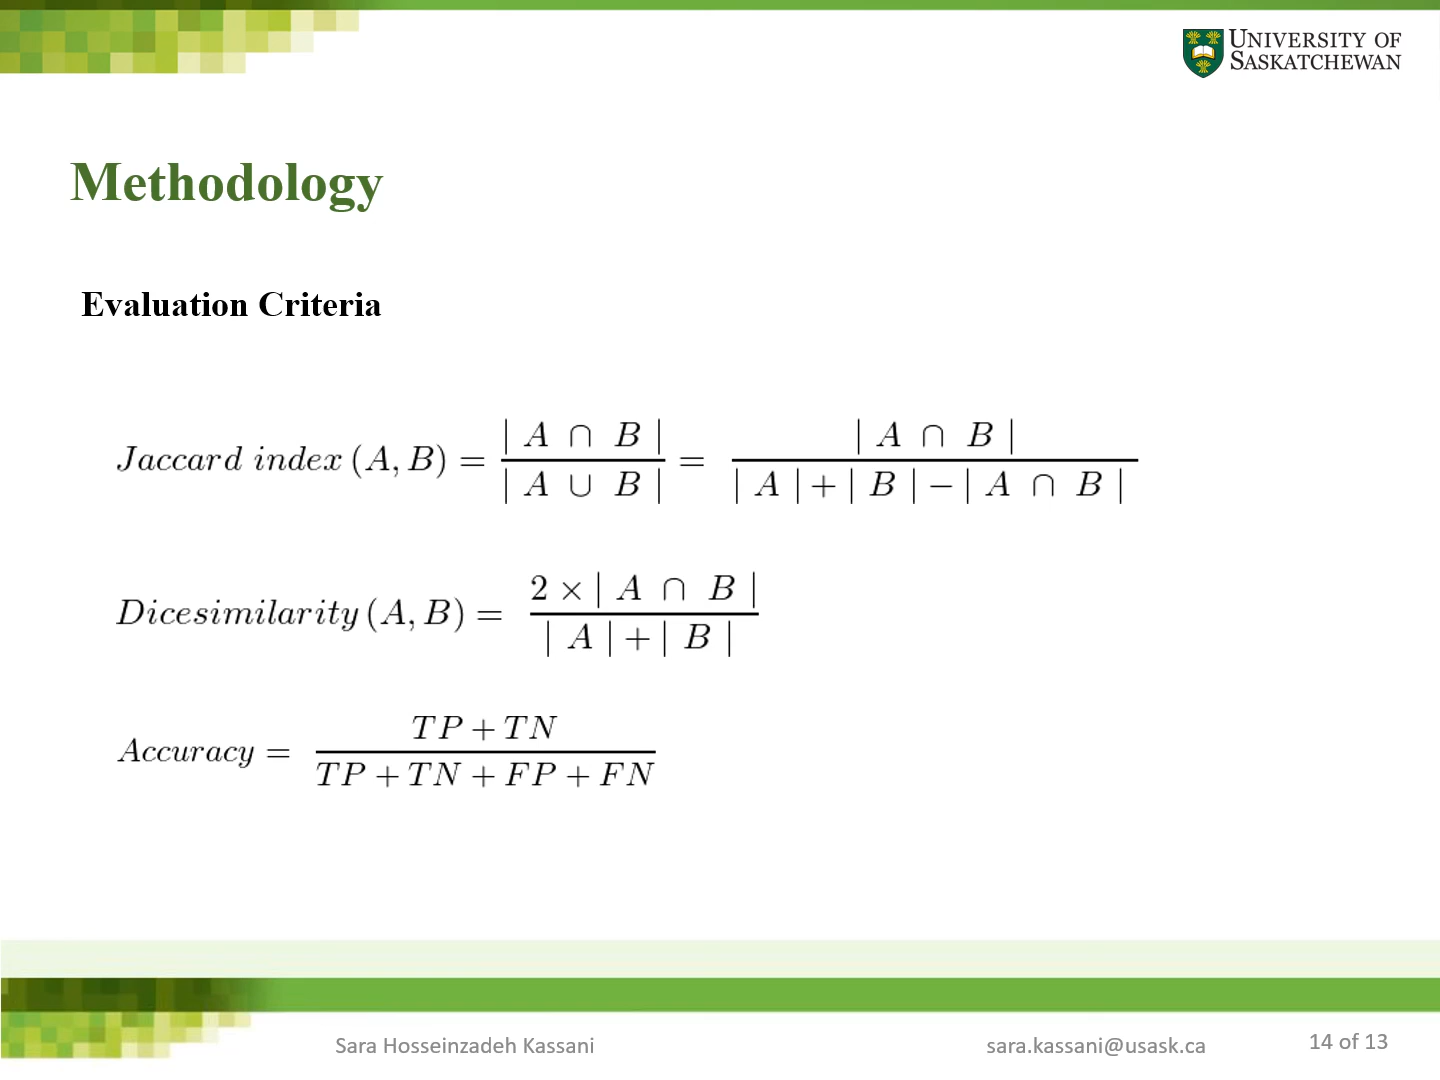 UNIVERSITY OF
SASKATCHEWAN
Methodology
Evaluation Criteria
Jaccard index (A, B) = | A ∩ B | / | A ∪ B | = | A ∩ B | / | A | + | B | − | A ∩ B |
Dicesimilarity (A, B) = 2 × | A ∩ B | / | A | + | B |
Accuracy = TP + TN / TP + TN + FP + FN
Sara Hosseinzadeh Kassani
sara.kassani@usask.ca
14 of 13